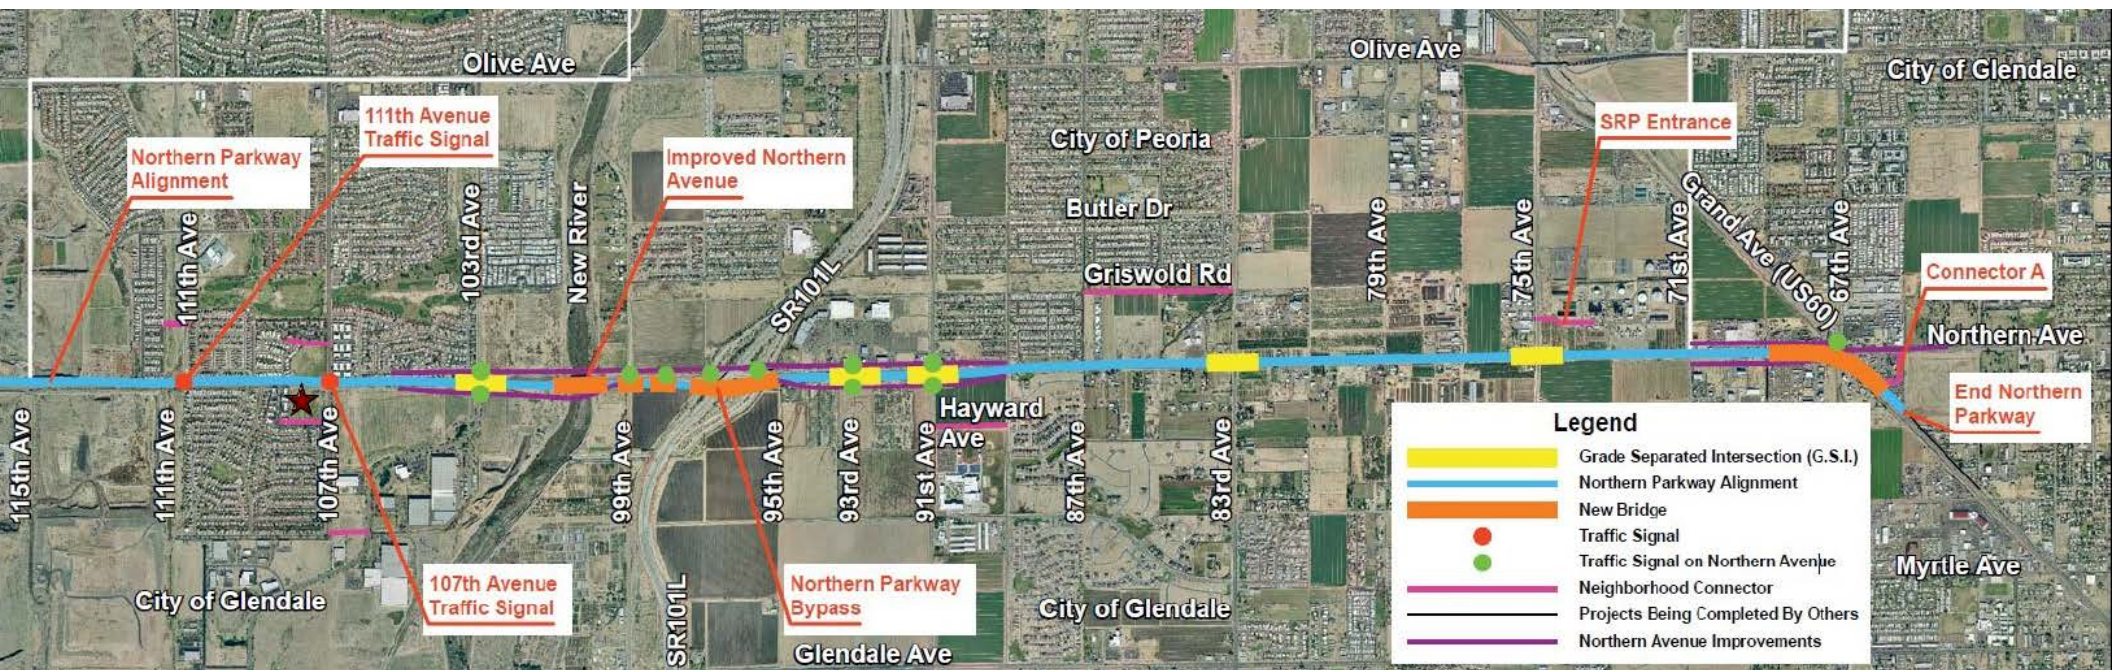 Olive Ave
Olive Ave
City of Glendale
111th Avenue
Traffic Signal
SRP Entrance
City of Peoria
Northern Parkway
Alignment
Improved Northern
Avenue
Butler Dr
111th Ave
103rd Ave
New River
SR101L
Griswold Rd
79th Ave
75th Ave
71st Ave
Grand Ave (US60)
67th Ave
Connector A
Northern Ave
End Northern
Parkway
Hayward
Ave
115th Ave
111th Ave
107th Ave
99th Ave
95th Ave
93rd Ave
91st Ave
87th Ave
83rd Ave
Legend
Grade Separated Intersection (G.S.I.)
Northern Parkway Alignment
New Bridge
Traffic Signal
Traffic Signal on Northern Avenue
Neighborhood Connector
Projects Being Completed By Others
Northern Avenue Improvements
Myrtle Ave
City of Glendale
107th Avenue
Traffic Signal
SR101L
Northern Parkway
Bypass
City of Glendale
Glendale Ave